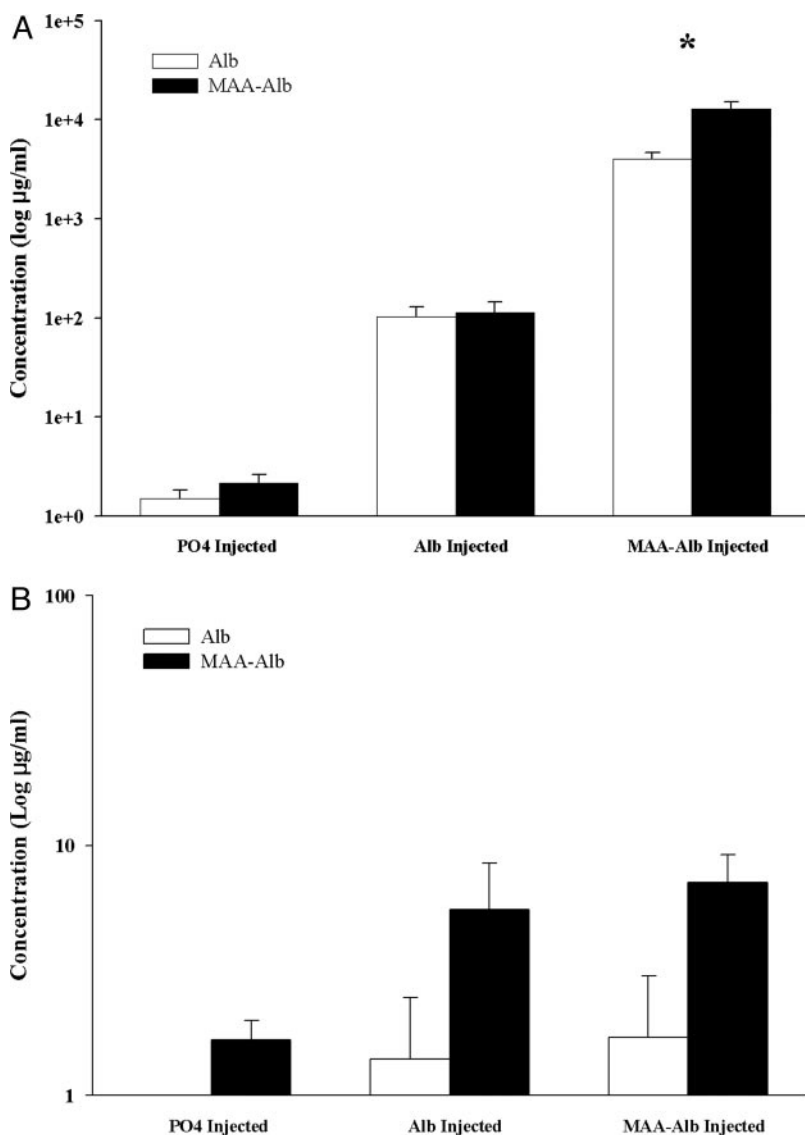 A
1e+5
1e+4
1e+3
1e+2
1e+1
1e+0
Concentration (log µg/ml)
Alb
MAA-Alb
*
PO4 Injected
Alb Injected
MAA-Alb Injected
B
100
10
1
Concentration (Log µg/ml)
Alb
MAA-Alb
PO4 Injected
Alb Injected
MAA-Alb Injected